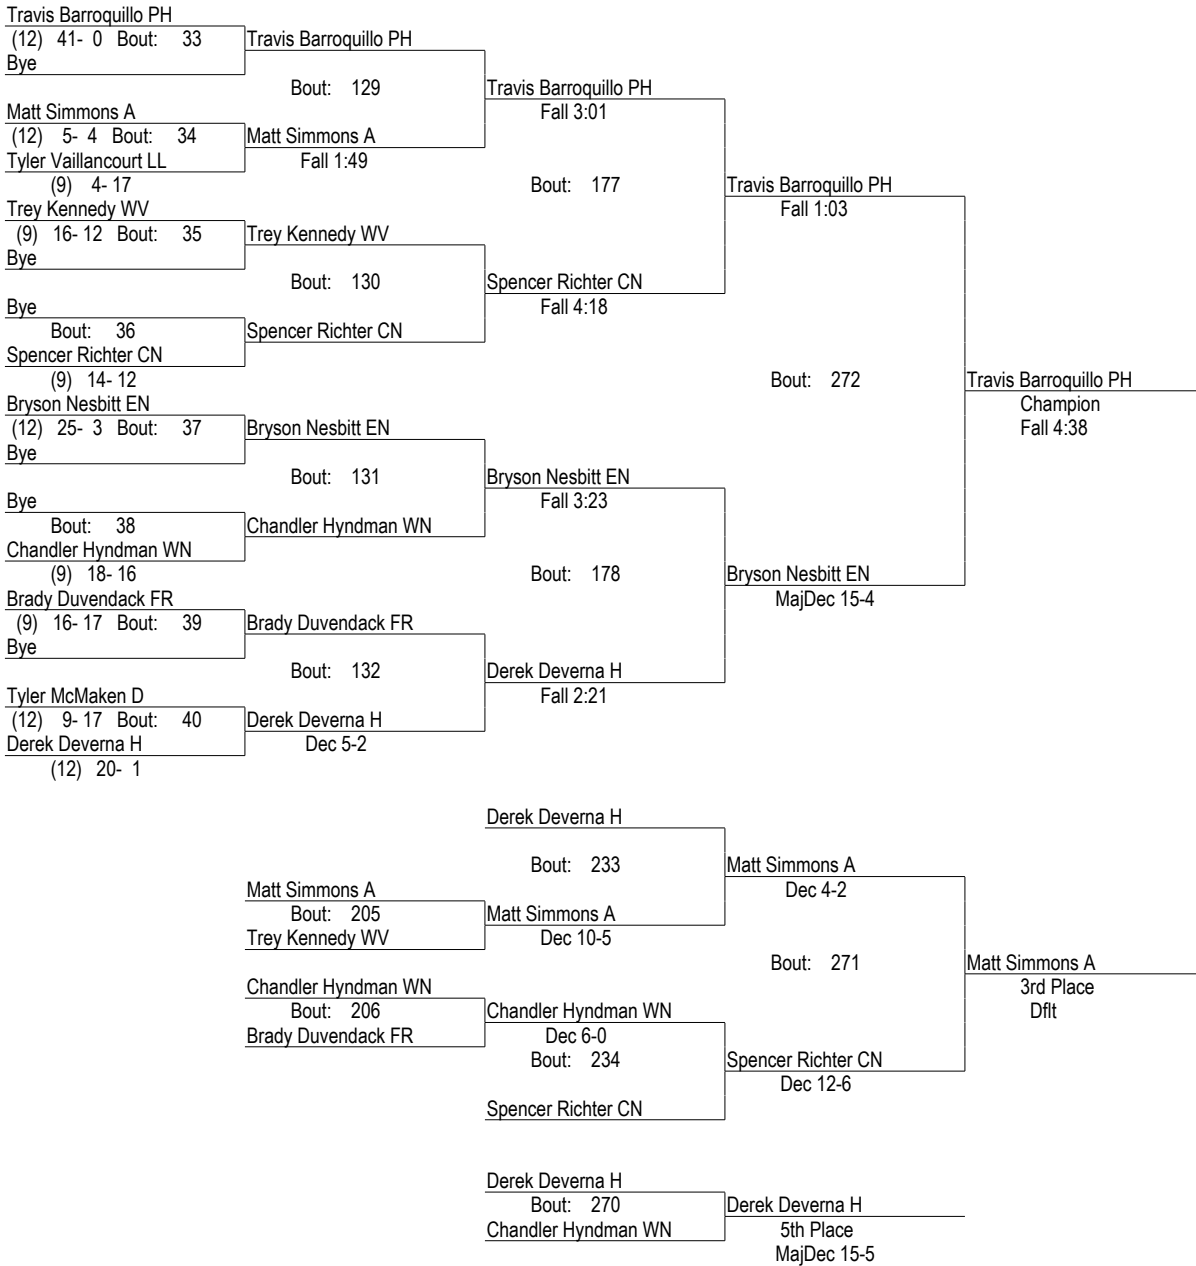 Travis Barroquillo PH
(12) 41- 0 Bout: 33 Travis Barroquillo PH
Bye
Bout: 129 Travis Barroquillo PH
Matt Simmons A Fall 3:01
(12) 5- 4 Bout: 34 Matt Simmons A
Tyler Vaillancourt LL Fall 1:49
(9) 4- 17 Bout: 177 Travis Barroquillo PH
Trey Kennedy WV Fall 1:03
(9) 16- 12 Bout: 35 Trey Kennedy WV
Bye
Bout: 130 Spencer Richter CN
Bye Fall 4:18
Bout: 36 Spencer Richter CN
Spencer Richter CN
(9) 14- 12 Bout: 272 Travis Barroquillo PH
Bryson Nesbitt EN Champion
(12) 25- 3 Bout: 37 Bryson Nesbitt EN Fall 4:38
Bye
Bout: 131 Bryson Nesbitt EN
Bye Fall 3:23
Bout: 38 Chandler Hyndman WN
Chandler Hyndman WN
(9) 18- 16 Bout: 178 Bryson Nesbitt EN
Brady Duvendack FR MajDec 15-4
(9) 16- 17 Bout: 39 Brady Duvendack FR
Bye
Bout: 132 Derek Deverna H
Tyler McMaken D Fall 2:21
(12) 9- 17 Bout: 40 Derek Deverna H
Derek Deverna H Dec 5-2
(12) 20- 1
Derek Deverna H
Bout: 233 Matt Simmons A
Matt Simmons A Dec 4-2
Bout: 205 Matt Simmons A
Trey Kennedy WV Dec 10-5
Bout: 271 Matt Simmons A
Chandler Hyndman WN 3rd Place
Bout: 206 Chandler Hyndman WN Dflt
Brady Duvendack FR Dec 6-0
Bout: 234 Spencer Richter CN
Dec 12-6
Spencer Richter CN
Derek Deverna H
Bout: 270 Derek Deverna H
Chandler Hyndman WN 5th Place
MajDec 15-5